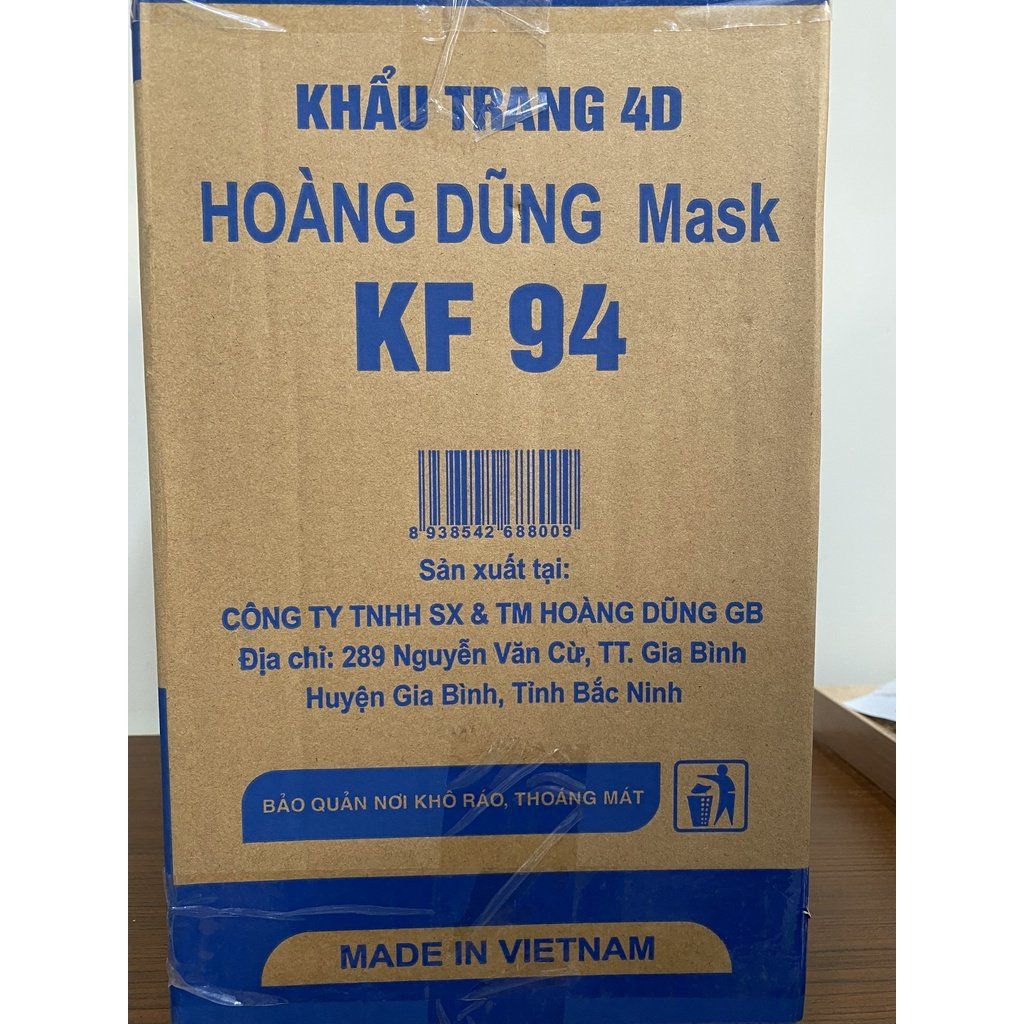 KHẨU TRANG 4D
HOÀNG DŨNG Mask
KF 94
8 938542 688009
Sản xuất tại:
CÔNG TY TNHH SX & TM HOÀNG DŨNG GB
Địa chỉ: 289 Nguyễn Văn Cừ, TT. Gia Bình
Huyện Gia Bình, Tỉnh Bắc Ninh
BẢO QUẢN NƠI KHÔ RÁO, THOÁNG MÁT
MADE IN VIETNAM